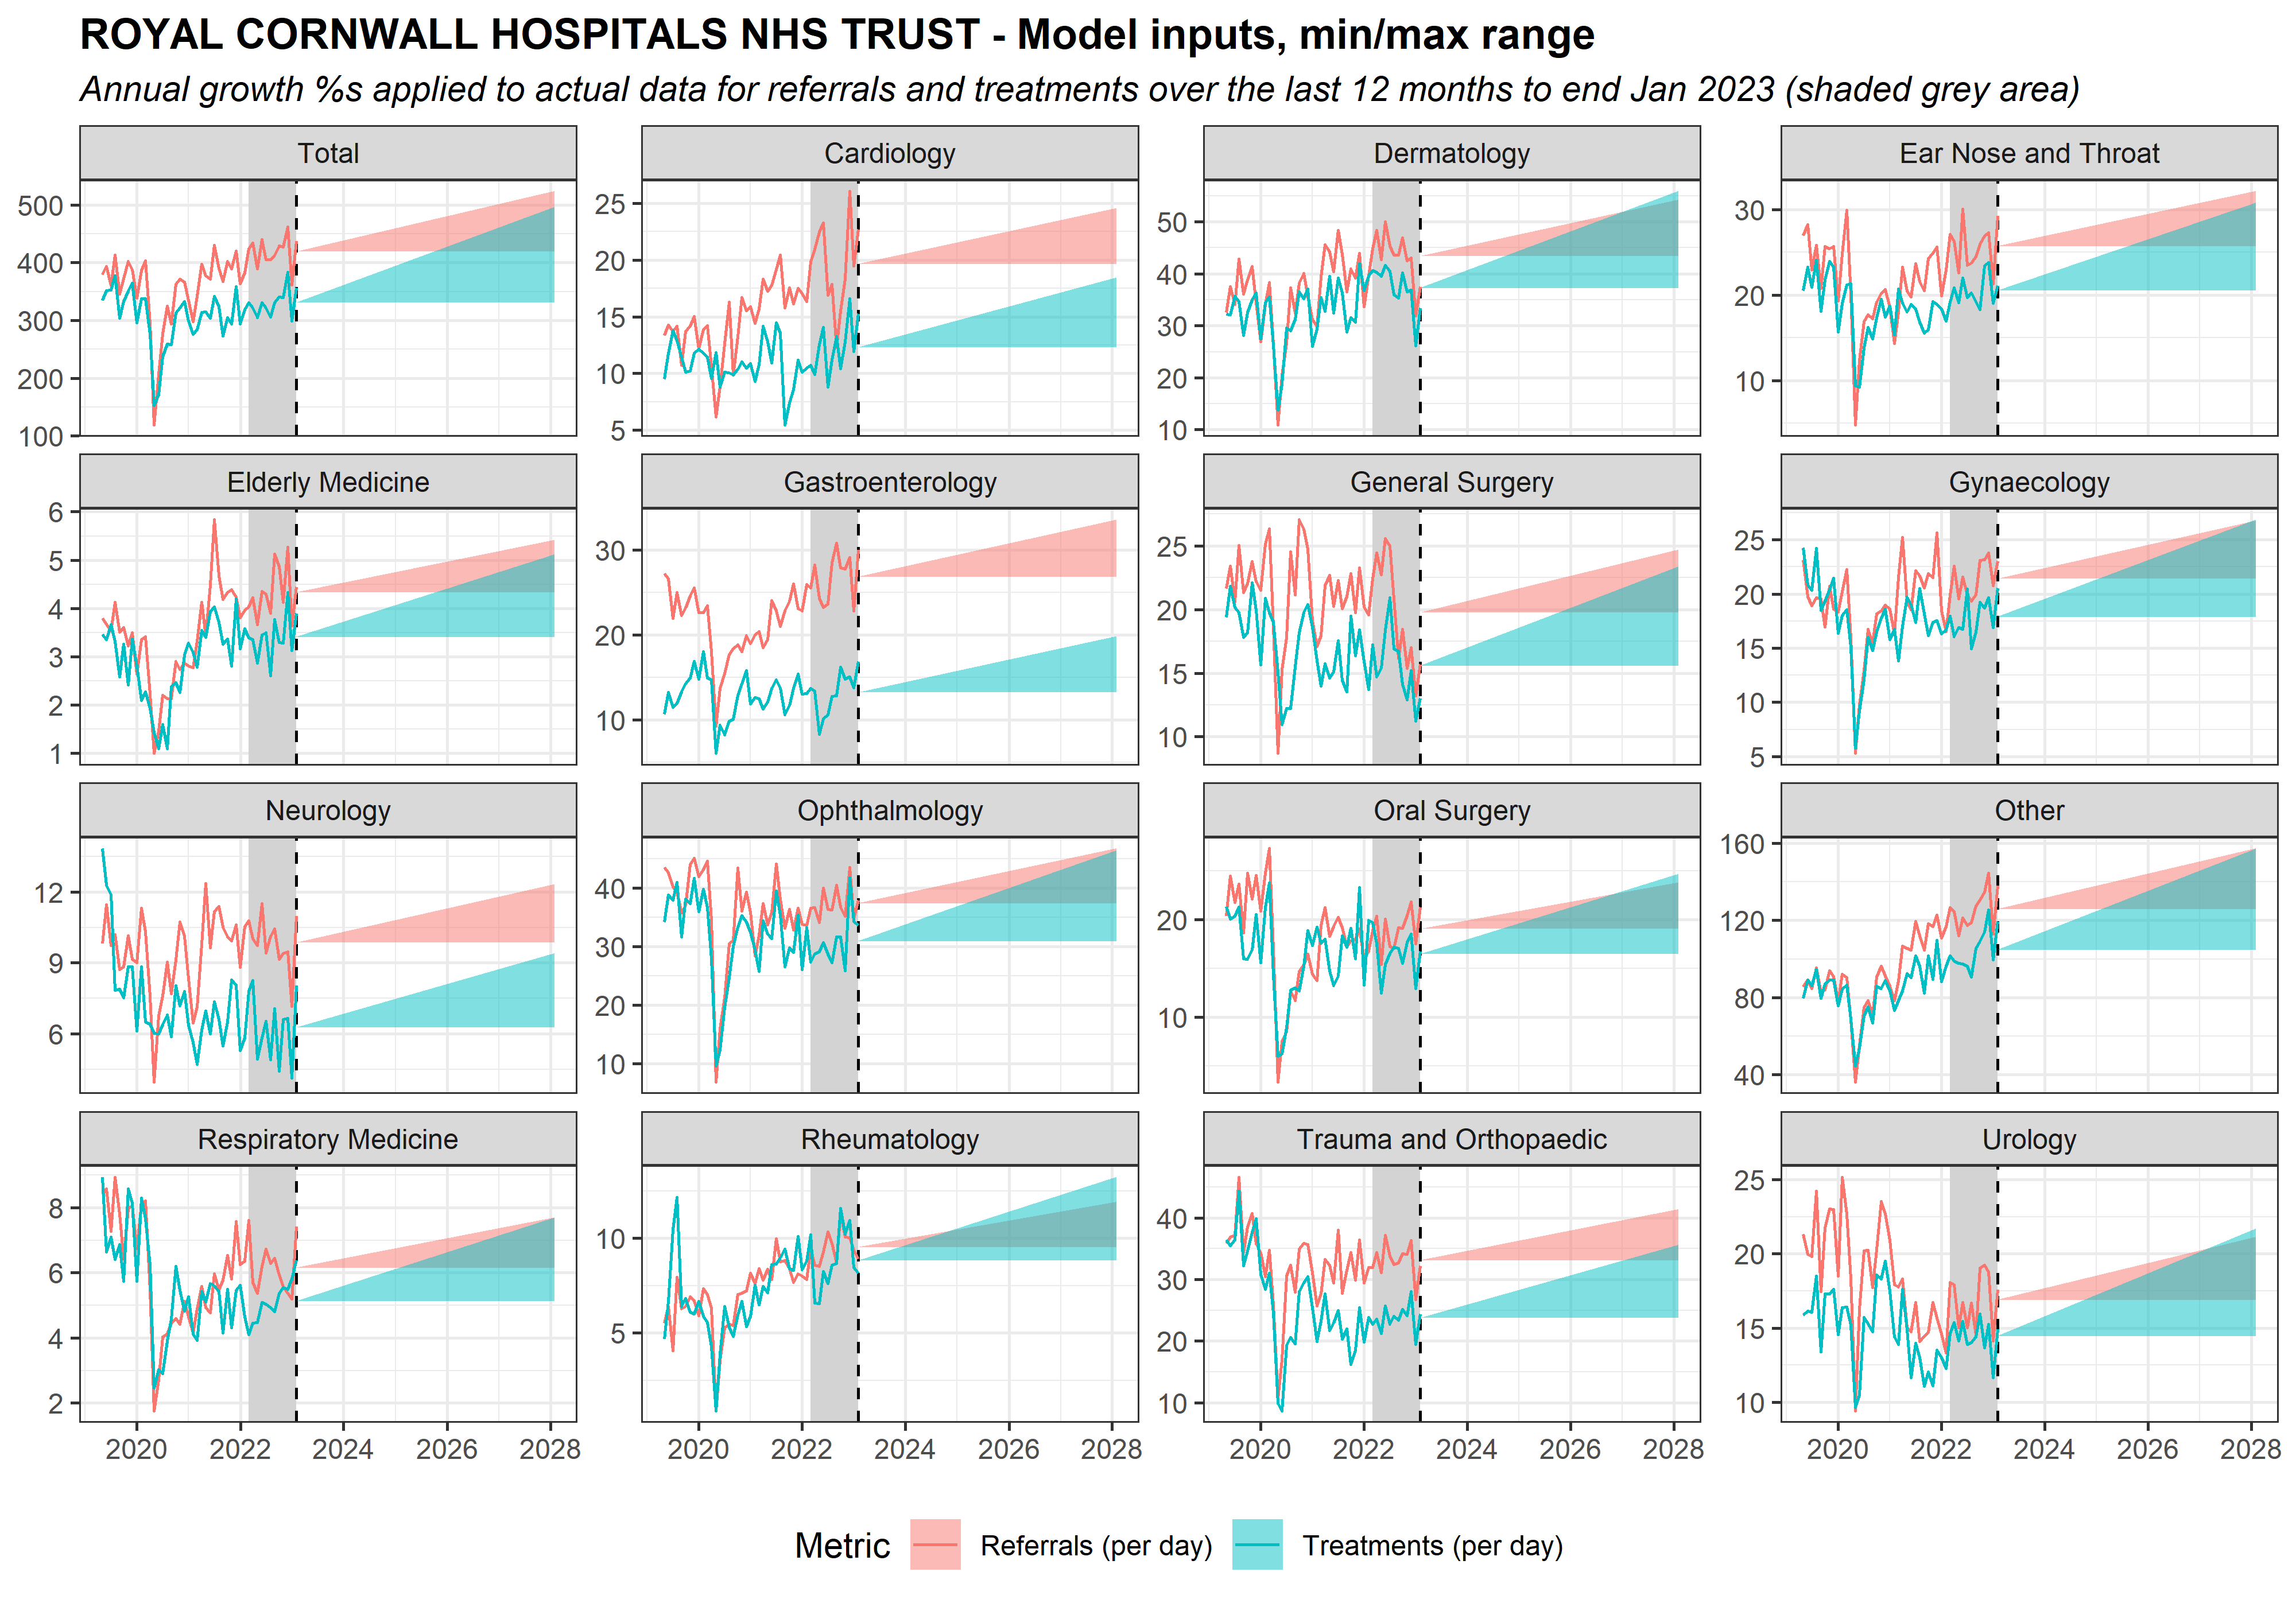 ROYAL CORNWALL HOSPITALS NHS TRUST - Model inputs, min/max range
Annual growth %s applied to actual data for referrals and treatments over the last 12 months to end Jan 2023 (shaded grey area)
Total
500
400
300
200
100
Cardiology
25
20
15
10
5
Dermatology
50
40
30
20
10
Ear Nose and Throat
30
20
10
Elderly Medicine
6
5
4
3
2
1
Gastroenterology
30
20
10
General Surgery
25
20
15
10
Gynaecology
25
20
15
10
5
Neurology
12
9
6
Ophthalmology
40
30
20
10
Oral Surgery
20
10
Other
160
120
80
40
Respiratory Medicine
8
6
4
2
Rheumatology
10
5
Trauma and Orthopaedic
40
30
20
10
Urology
25
20
15
10
2020 2022 2024 2026 2028
2020 2022 2024 2026 2028
2020 2022 2024 2026 2028
2020 2022 2024 2026 2028
Metric Referrals (per day) Treatments (per day)